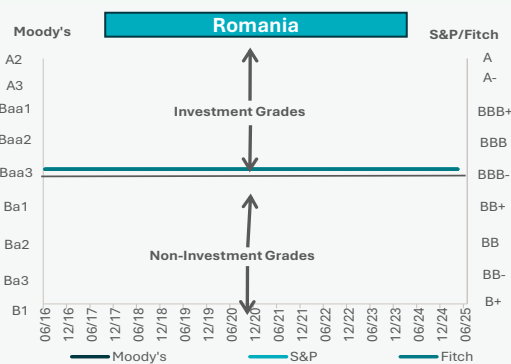 Romania
Moody's
S&P/Fitch
A2
A3
Baa1
Baa2
Baa3
Ba1
Ba2
Ba3
B1
A
A-
BBB+
BBB
BBB-
BB+
BB
BB-
B+
Investment Grades
Non-Investment Grades
06/16
12/16
06/17
12/17
06/18
12/18
06/19
12/19
06/20
12/20
06/21
12/21
06/22
12/22
06/23
12/23
06/24
12/24
06/25
Moody's
S&P
Fitch